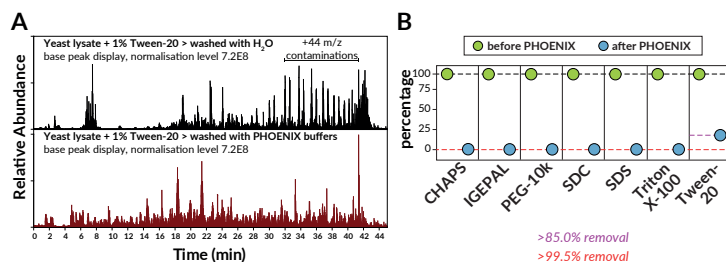 A
Yeast lysate + 1% Tween-20 > washed with H2O
base peak display, normalisation level 7.2E8
+44 m/z
contaminations
Yeast lysate + 1% Tween-20 > washed with PHOENIX buffers
base peak display, normalisation level 7.2E8
Relative Abundance
0 2 4 6 8 10 12 14 16 18 20 22 24 26 28 30 32 34 36 38 40 42 44
Time (min)
B
before PHOENIX after PHOENIX
percentage
100
75
50
25
0
CHAPS
IGEPAL
PEG-10k
SDC
SDS
Triton
X-100
Tween-
20
>85.0% removal
>99.5% removal